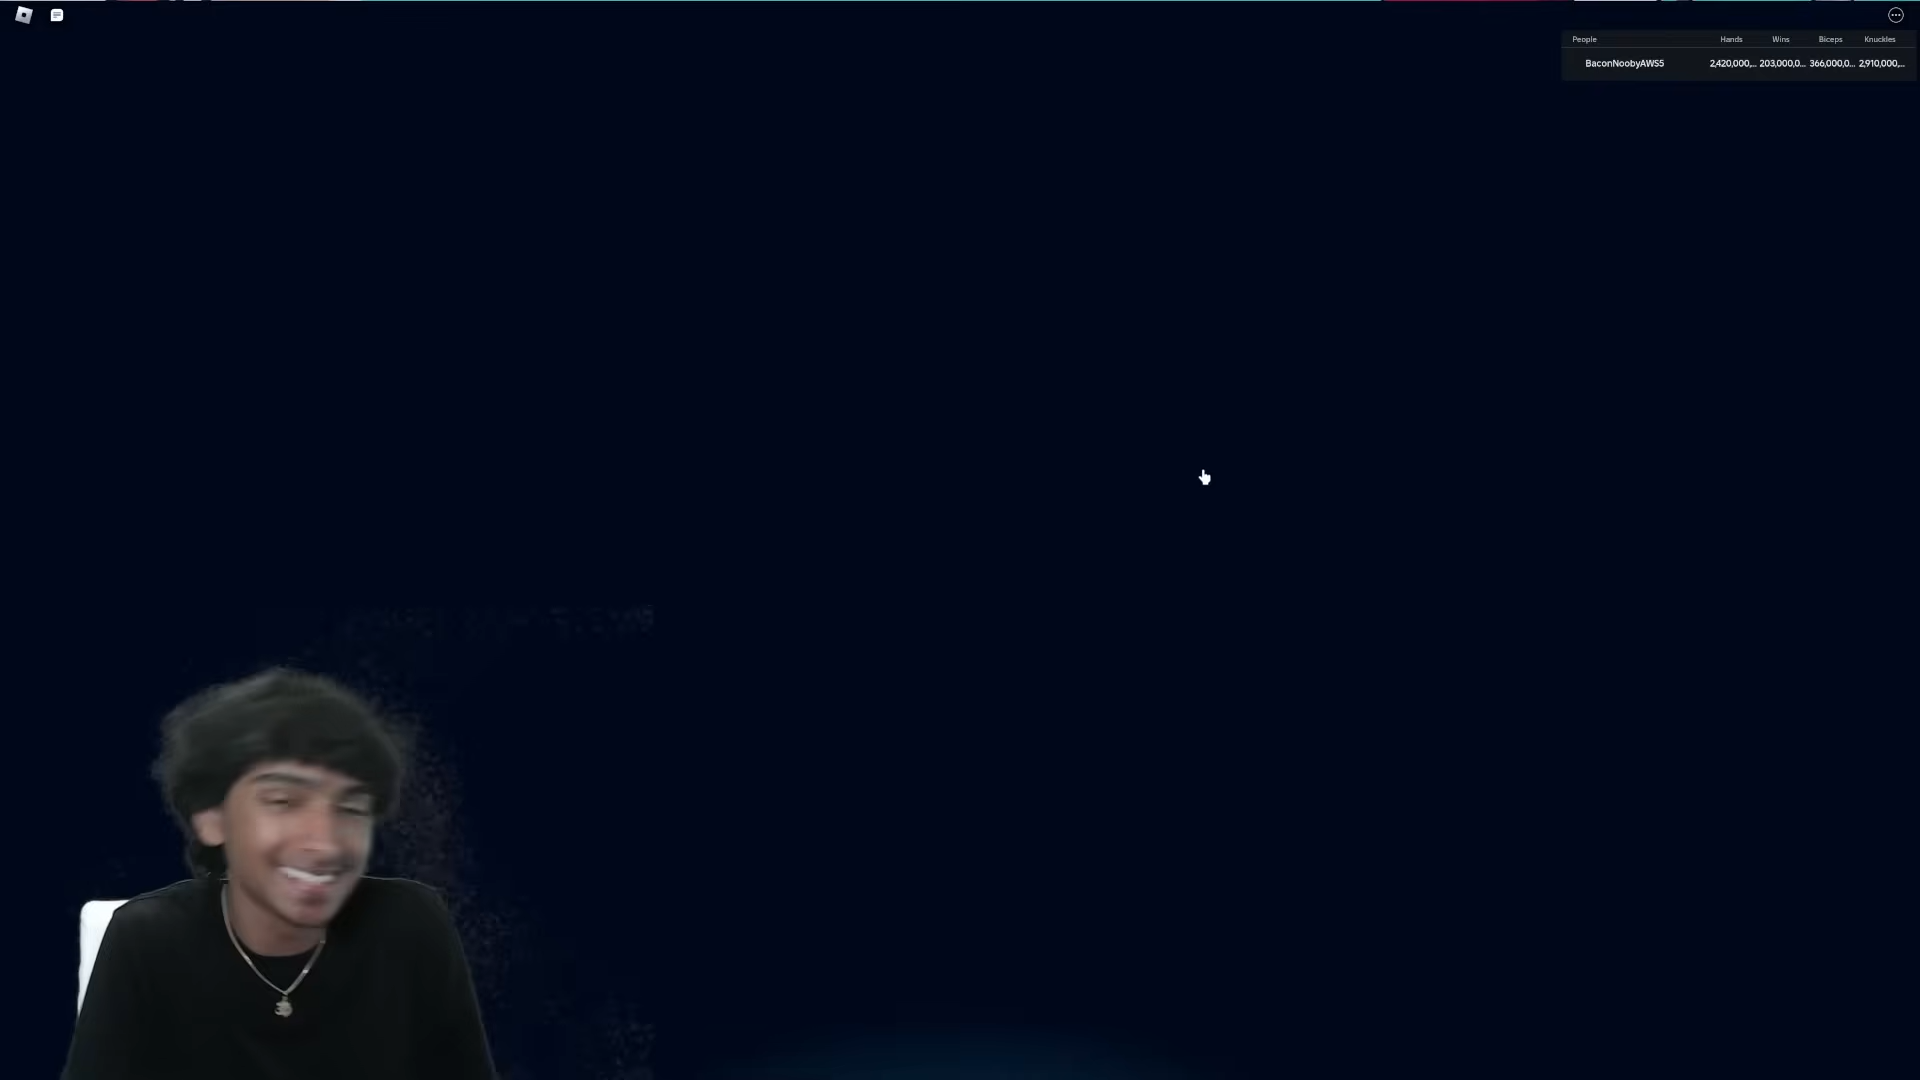 People Hands Wins Biceps Knuckles
BaconNoobyAWS5 2,420,000,... 203,000,0... 366,000,0... 2,910,000,...